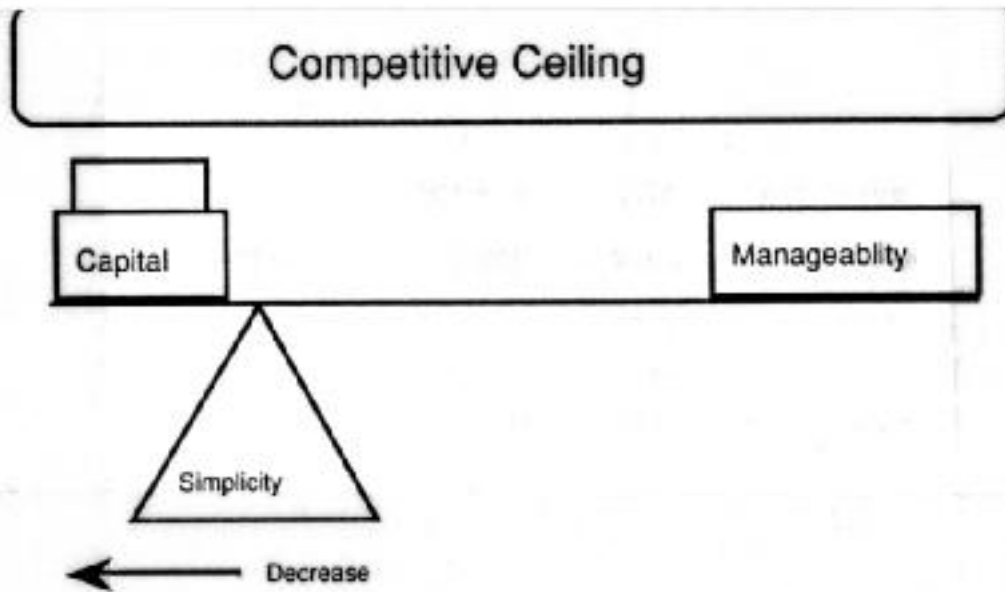 Competitive Ceiling
Capital
Manageablity
Simplicity
Decrease